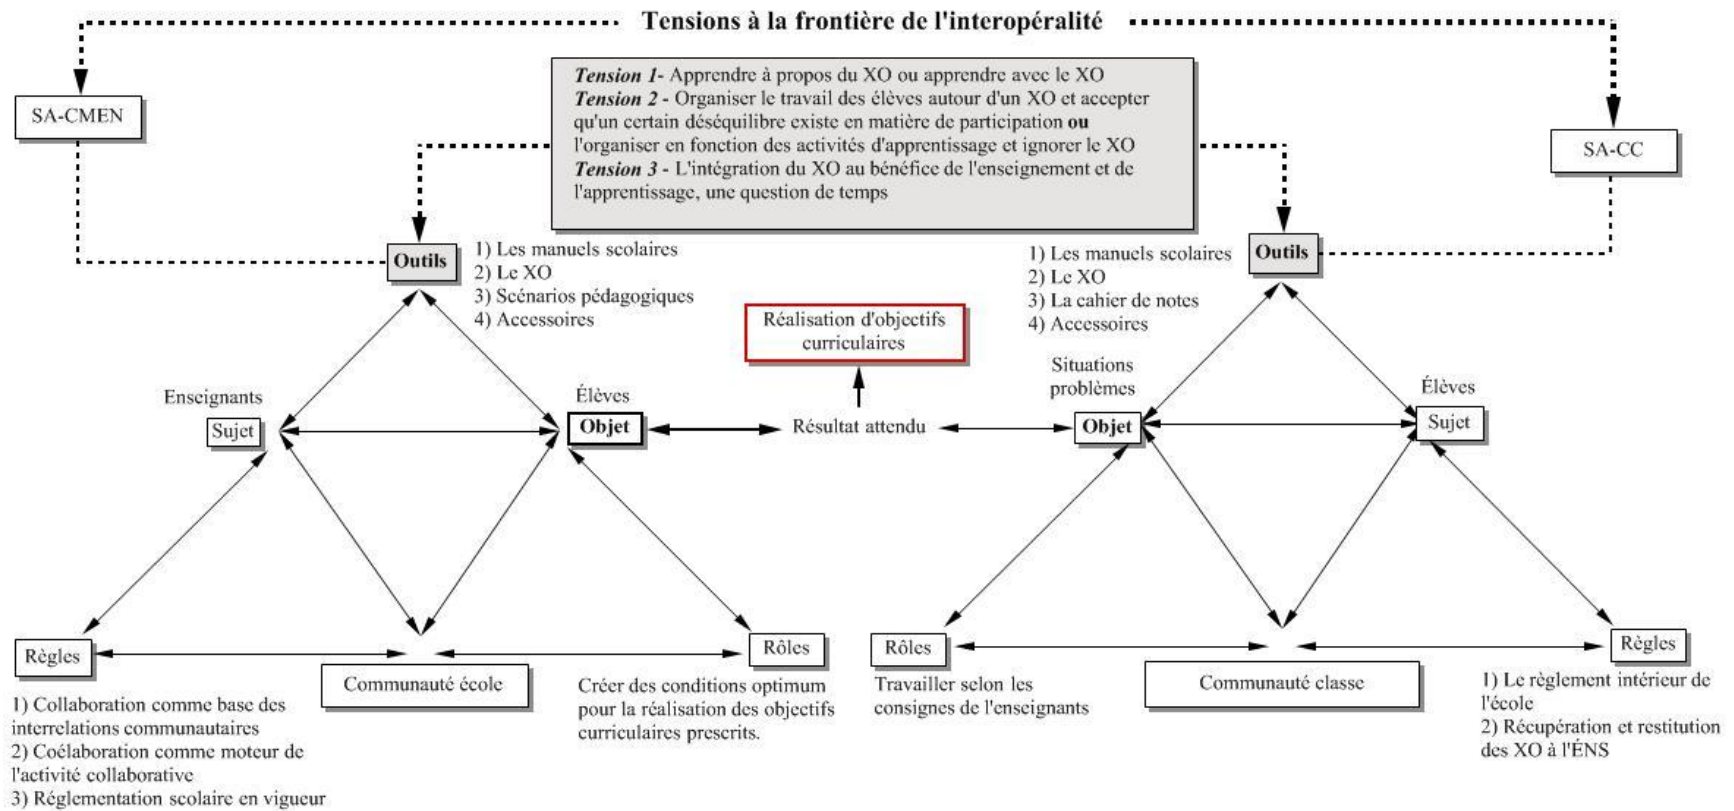 Tensions à la frontière de l'interopéralité
Tension 1- Apprendre à propos du XO ou apprendre avec le XO
Tension 2 - Organiser le travail des élèves autour d'un XO et accepter
qu'un certain déséquilibre existe en matière de participation ou
l'organiser en fonction des activités d'apprentissage et ignorer le XO
Tension 3 - L'intégration du XO au bénéfice de l'enseignement et de
l'apprentissage, une question de temps
SA-CMEN
SA-CC
Outils
1) Les manuels scolaires
2) Le XO
3) Scénarios pédagogiques
4) Accessoires
Outils
1) Les manuels scolaires
2) Le XO
3) La cahier de notes
4) Accessoires
Réalisation d'objectifs
curriculaires
Enseignants
Sujet
Élèves
Objet
Résultat attendu
Situations
problèmes
Objet
Élèves
Sujet
Règles
1) Collaboration comme base des
interrelations communautaires
2) Coélaboration comme moteur de
l'activité collaborative
3) Réglementation scolaire en vigueur
Communauté école
Rôles
Créer des conditions optimum
pour la réalisation des objectifs
curriculaires prescrits.
Rôles
Travailler selon les
consignes de l'enseignants
Communauté classe
Règles
1) Le règlement intérieur de
l'école
2) Récupération et restitution
des XO à l'ÉNS